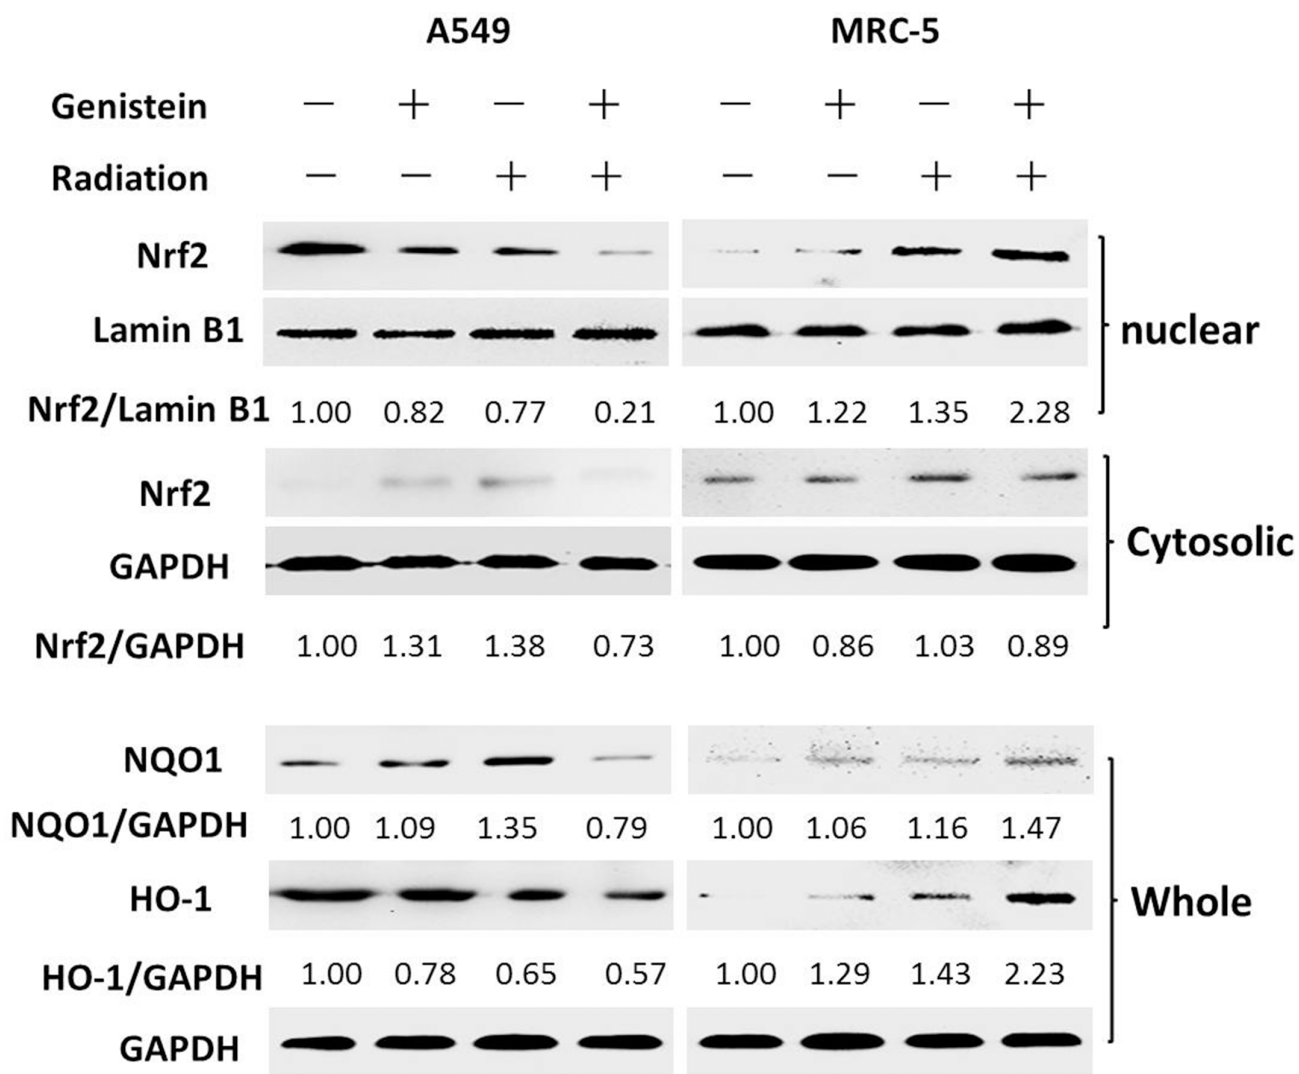 A549 MRC-5
Genistein − + − + − + − +
Radiation − − + + − − + +
Nrf2
Lamin B1
nuclear
Nrf2/Lamin B1 1.00 0.82 0.77 0.21 1.00 1.22 1.35 2.28
Nrf2
Cytosolic
GAPDH
Nrf2/GAPDH 1.00 1.31 1.38 0.73 1.00 0.86 1.03 0.89
NQO1
NQO1/GAPDH 1.00 1.09 1.35 0.79 1.00 1.06 1.16 1.47
HO-1
Whole
HO-1/GAPDH 1.00 0.78 0.65 0.57 1.00 1.29 1.43 2.23
GAPDH